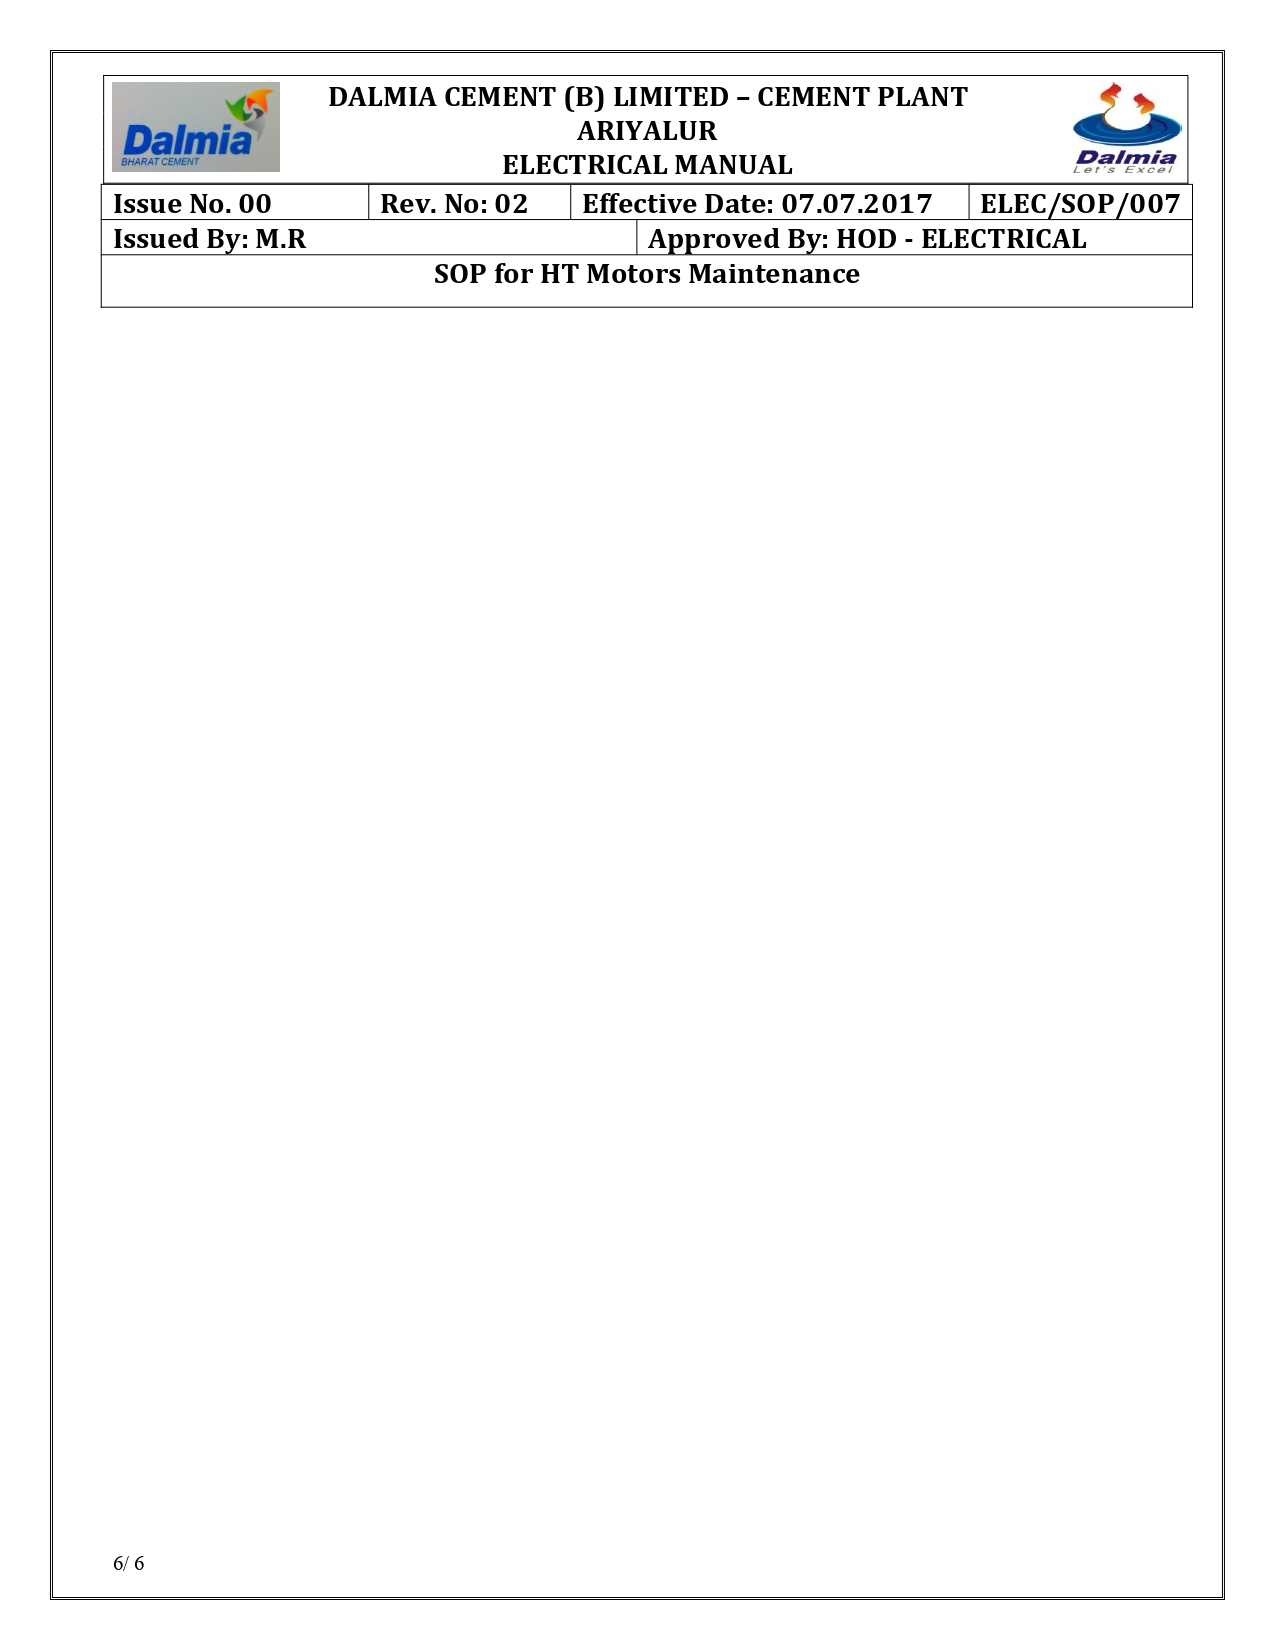 Dalmia
BHARAT CEMENT
DALMIA CEMENT (B) LIMITED – CEMENT PLANT
ARIYALUR
ELECTRICAL MANUAL
Dalmia
Let's Excel
Issue No. 00 Rev. No: 02 Effective Date: 07.07.2017 ELEC/SOP/007
Issued By: M.R Approved By: HOD - ELECTRICAL
SOP for HT Motors Maintenance
6/ 6